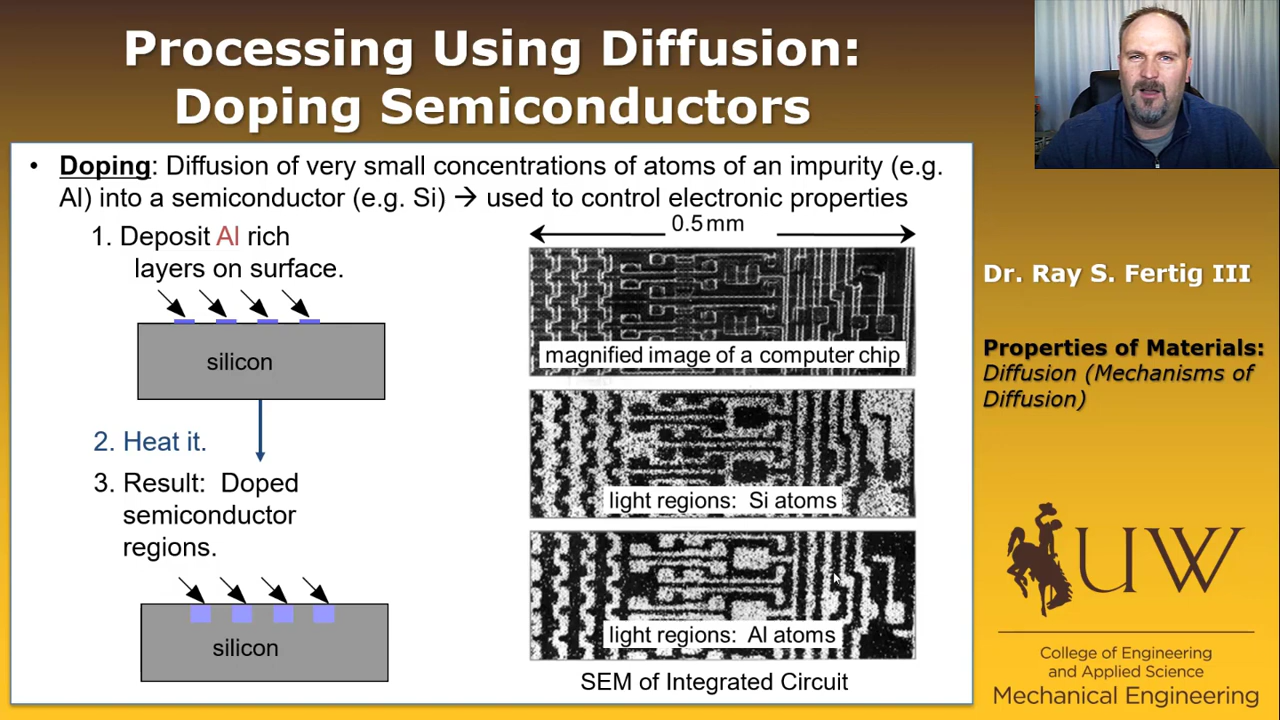 Processing Using Diffusion:
Doping Semiconductors
• Doping: Diffusion of very small concentrations of atoms of an impurity (e.g.
Al) into a semiconductor (e.g. Si) → used to control electronic properties
1. Deposit Al rich
layers on surface.
silicon
2. Heat it.
3. Result: Doped
semiconductor
regions.
silicon
0.5 mm
magnified image of a computer chip
light regions: Si atoms
light regions: Al atoms
SEM of Integrated Circuit
Dr. Ray S. Fertig III
Properties of Materials:
Diffusion (Mechanisms of
Diffusion)
UW
College of Engineering
and Applied Science
Mechanical Engineering